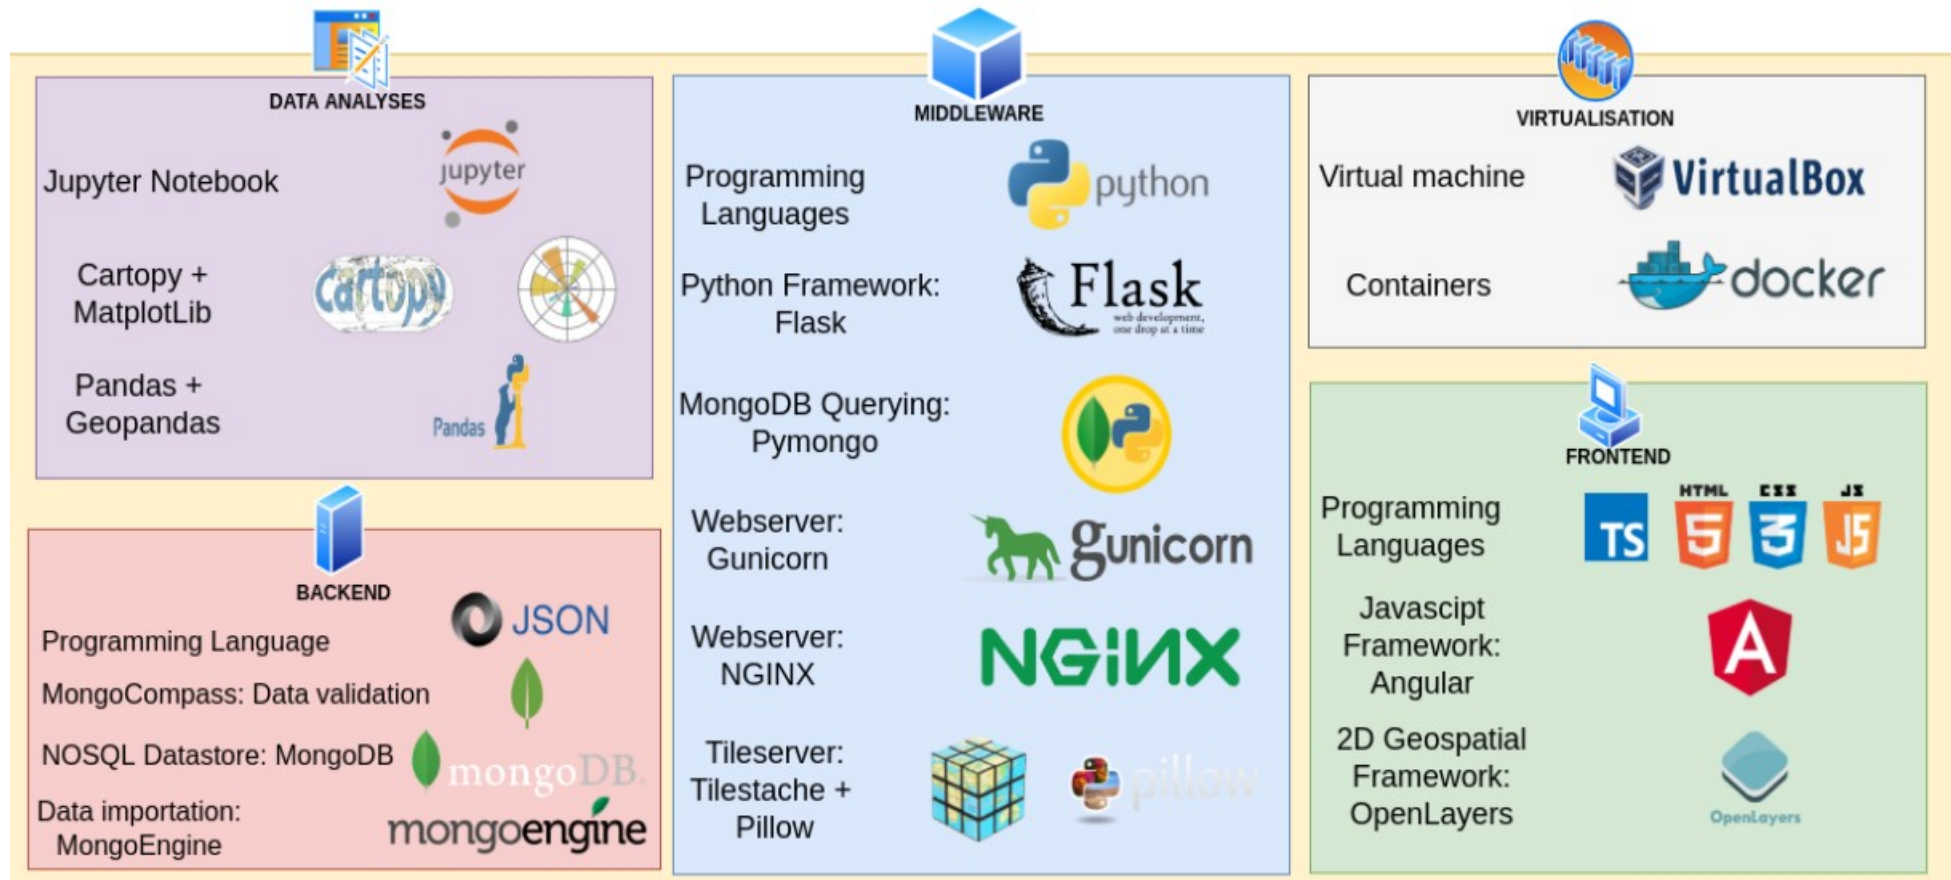 DATA ANALYSES
Jupyter Notebook
jupyter
Cartopy +
MatplotLib
cartopy
Pandas +
Geopandas
Pandas
BACKEND
Programming Language
JSON
MongoCompass: Data validation
NOSQL Datastore: MongoDB
mongoDB.
Data importation:
MongoEngine
mongoengine
MIDDLEWARE
Programming
Languages
python
Python Framework:
Flask
Flask
web development,
one drop at a time
MongoDB Querying:
Pymongo
Webserver:
Gunicorn
gunicorn
Webserver:
NGINX
NGiNX
Tileserver:
Tilestache +
Pillow
pillow
VIRTUALISATION
Virtual machine
VirtualBox
Containers
docker
FRONTEND
Programming
Languages
TS
HTML
5
CSS
3
JS
JS
Javascipt
Framework:
Angular
A
2D Geospatial
Framework:
OpenLayers
OpenLayers